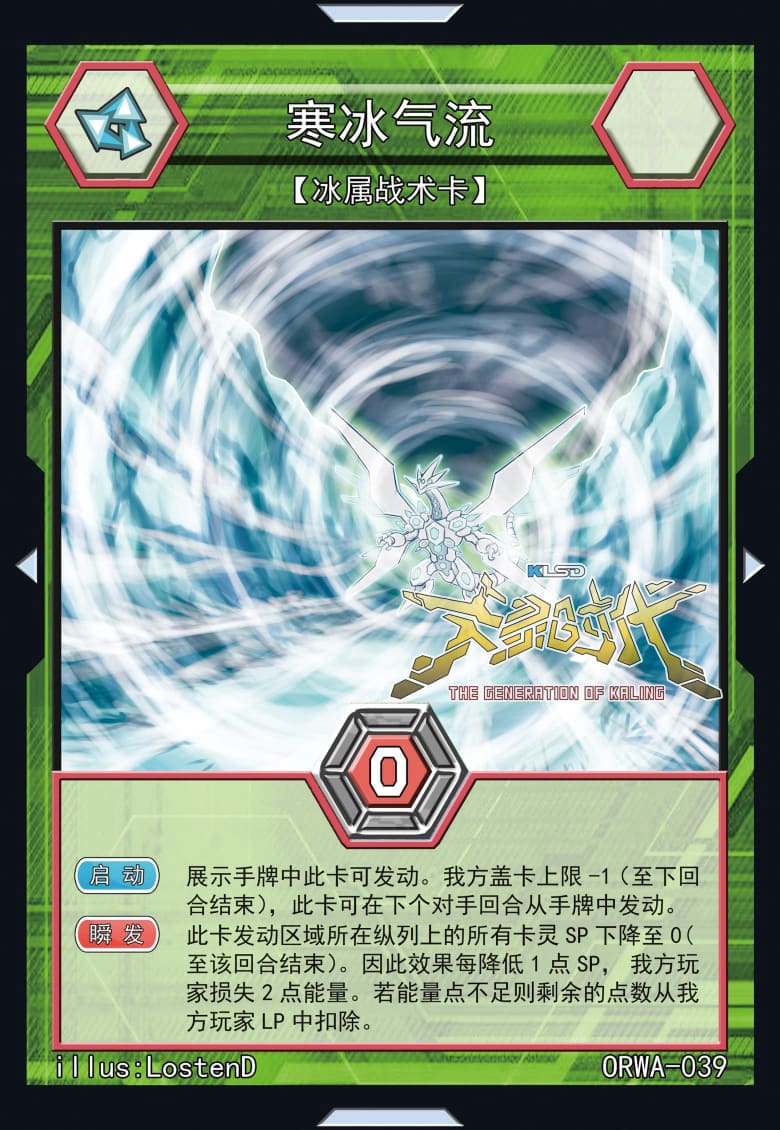 寒冰气流
【冰属战术卡】
KLSD
卡灵时代
THE GENERATION OF KALING
0
启动
展示手牌中此卡可发动。我方盖卡上限-1（至下回
合结束），此卡可在下个对手回合从手牌中发动。
瞬发
此卡发动区域所在纵列上的所有卡灵SP下降至0（
至该回合结束）。因此效果每降低1点SP， 我方玩
家损失2点能量。若能量点不足则剩余的点数从我
方玩家LP中扣除。
illus:LostenD
ORWA-039